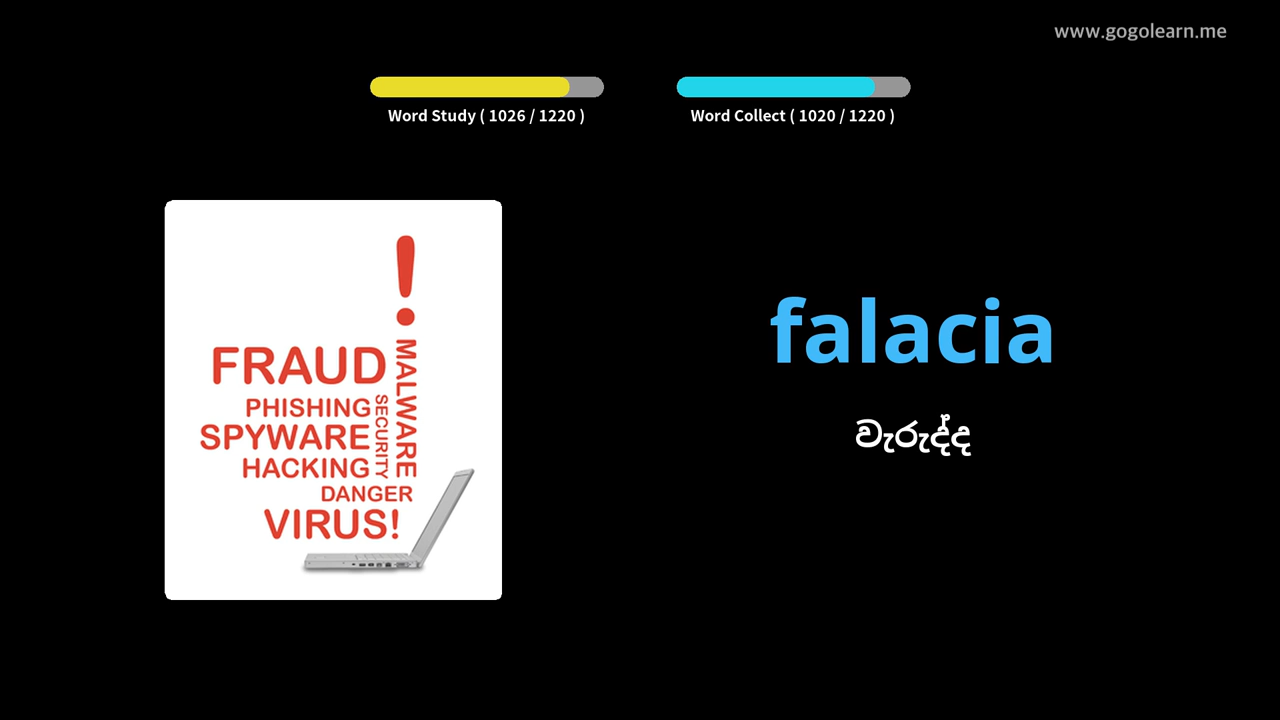 www.gogolearn.me
Word Study ( 1026 / 1220 )
Word Collect ( 1020 / 1220 )
!
FRAUD
MALWARE
PHISHING
SECURITY
SPYWARE
HACKING
DANGER
VIRUS!
falacia
වැරුද්ද